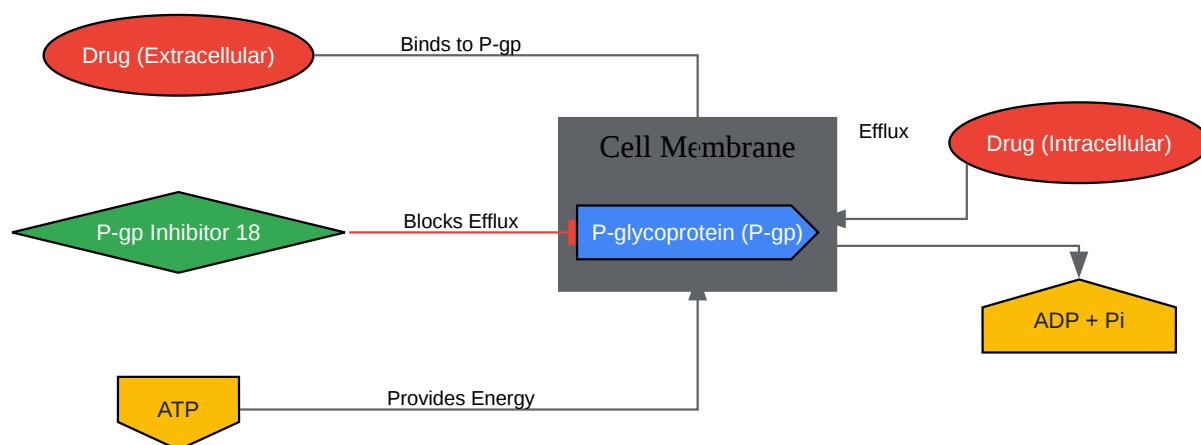 Drug (Extracellular)
Binds to P-gp
Cell Membrane
Efflux
Drug (Intracellular)
P-gp Inhibitor 18
Blocks Efflux
P-glycoprotein (P-gp)
ADP + Pi
ATP
Provides Energy